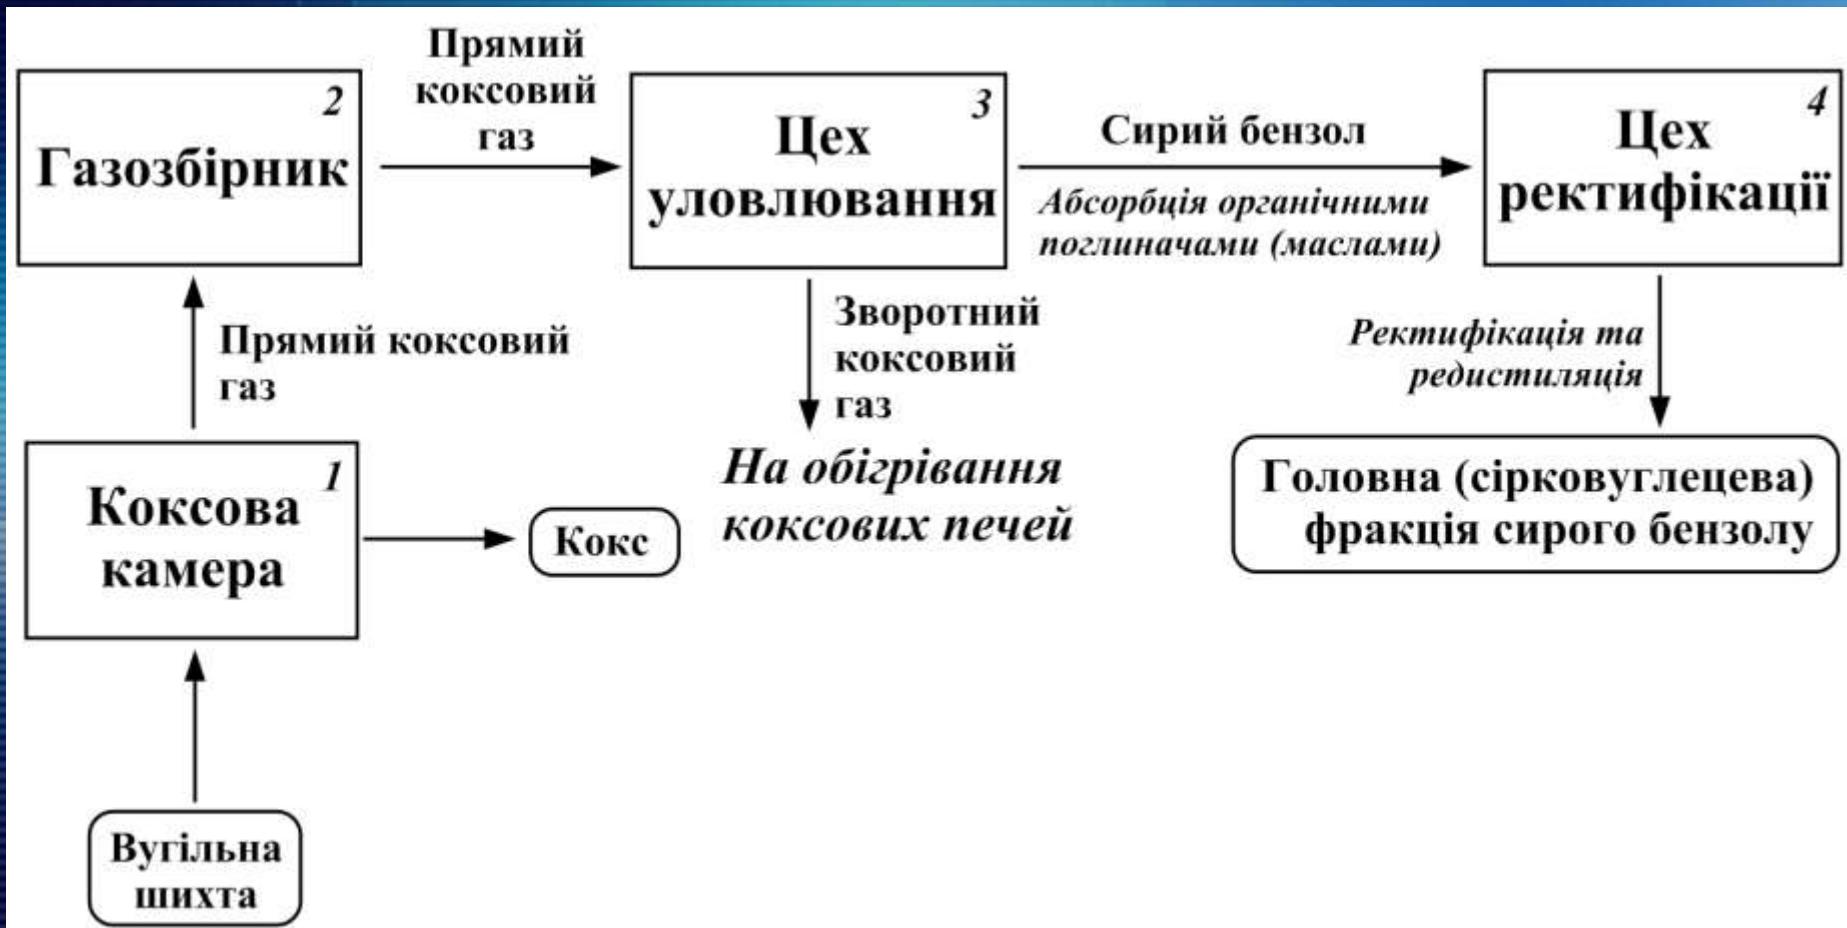 Прямий
коксовий
газ
2
Газозбірник
3
Цех
уловлювання
Сирий бензол
Абсорбція органічними
поглиначами (маслами)
4
Цех
ректифікації
Прямий коксовий
газ
Зворотний
коксовий
газ
Ректифікація та
редистиляція
1
Коксова
камера
Кокс
На обігрівання
коксових печей
Головна (сірковуглецева)
фракція сирого бензолу
Вугільна
шихта